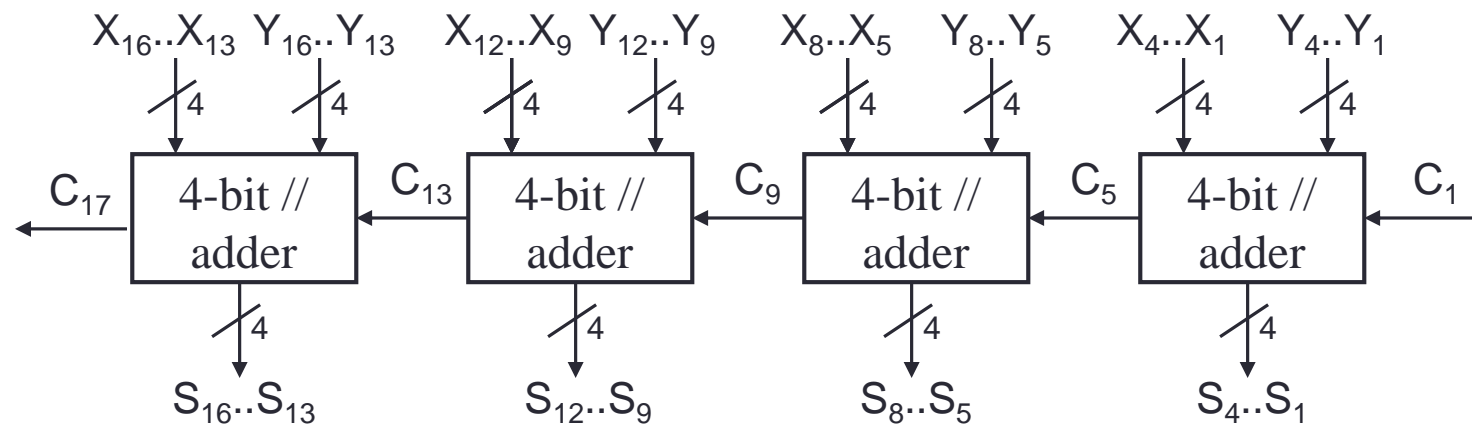 X₁₆..X₁₃ Y₁₆..Y₁₃ X₁₂..X₉ Y₁₂..Y₉ X₈..X₅ Y₈..Y₅ X₄..X₁ Y₄..Y₁
4 4 4 4 4 4 4 4
C₁₇ 4-bit // C₁₃ 4-bit // C₉ 4-bit // C₅ 4-bit // C₁
adder adder adder adder
4 4 4 4
S₁₆..S₁₃ S₁₂..S₉ S₈..S₅ S₄..S₁